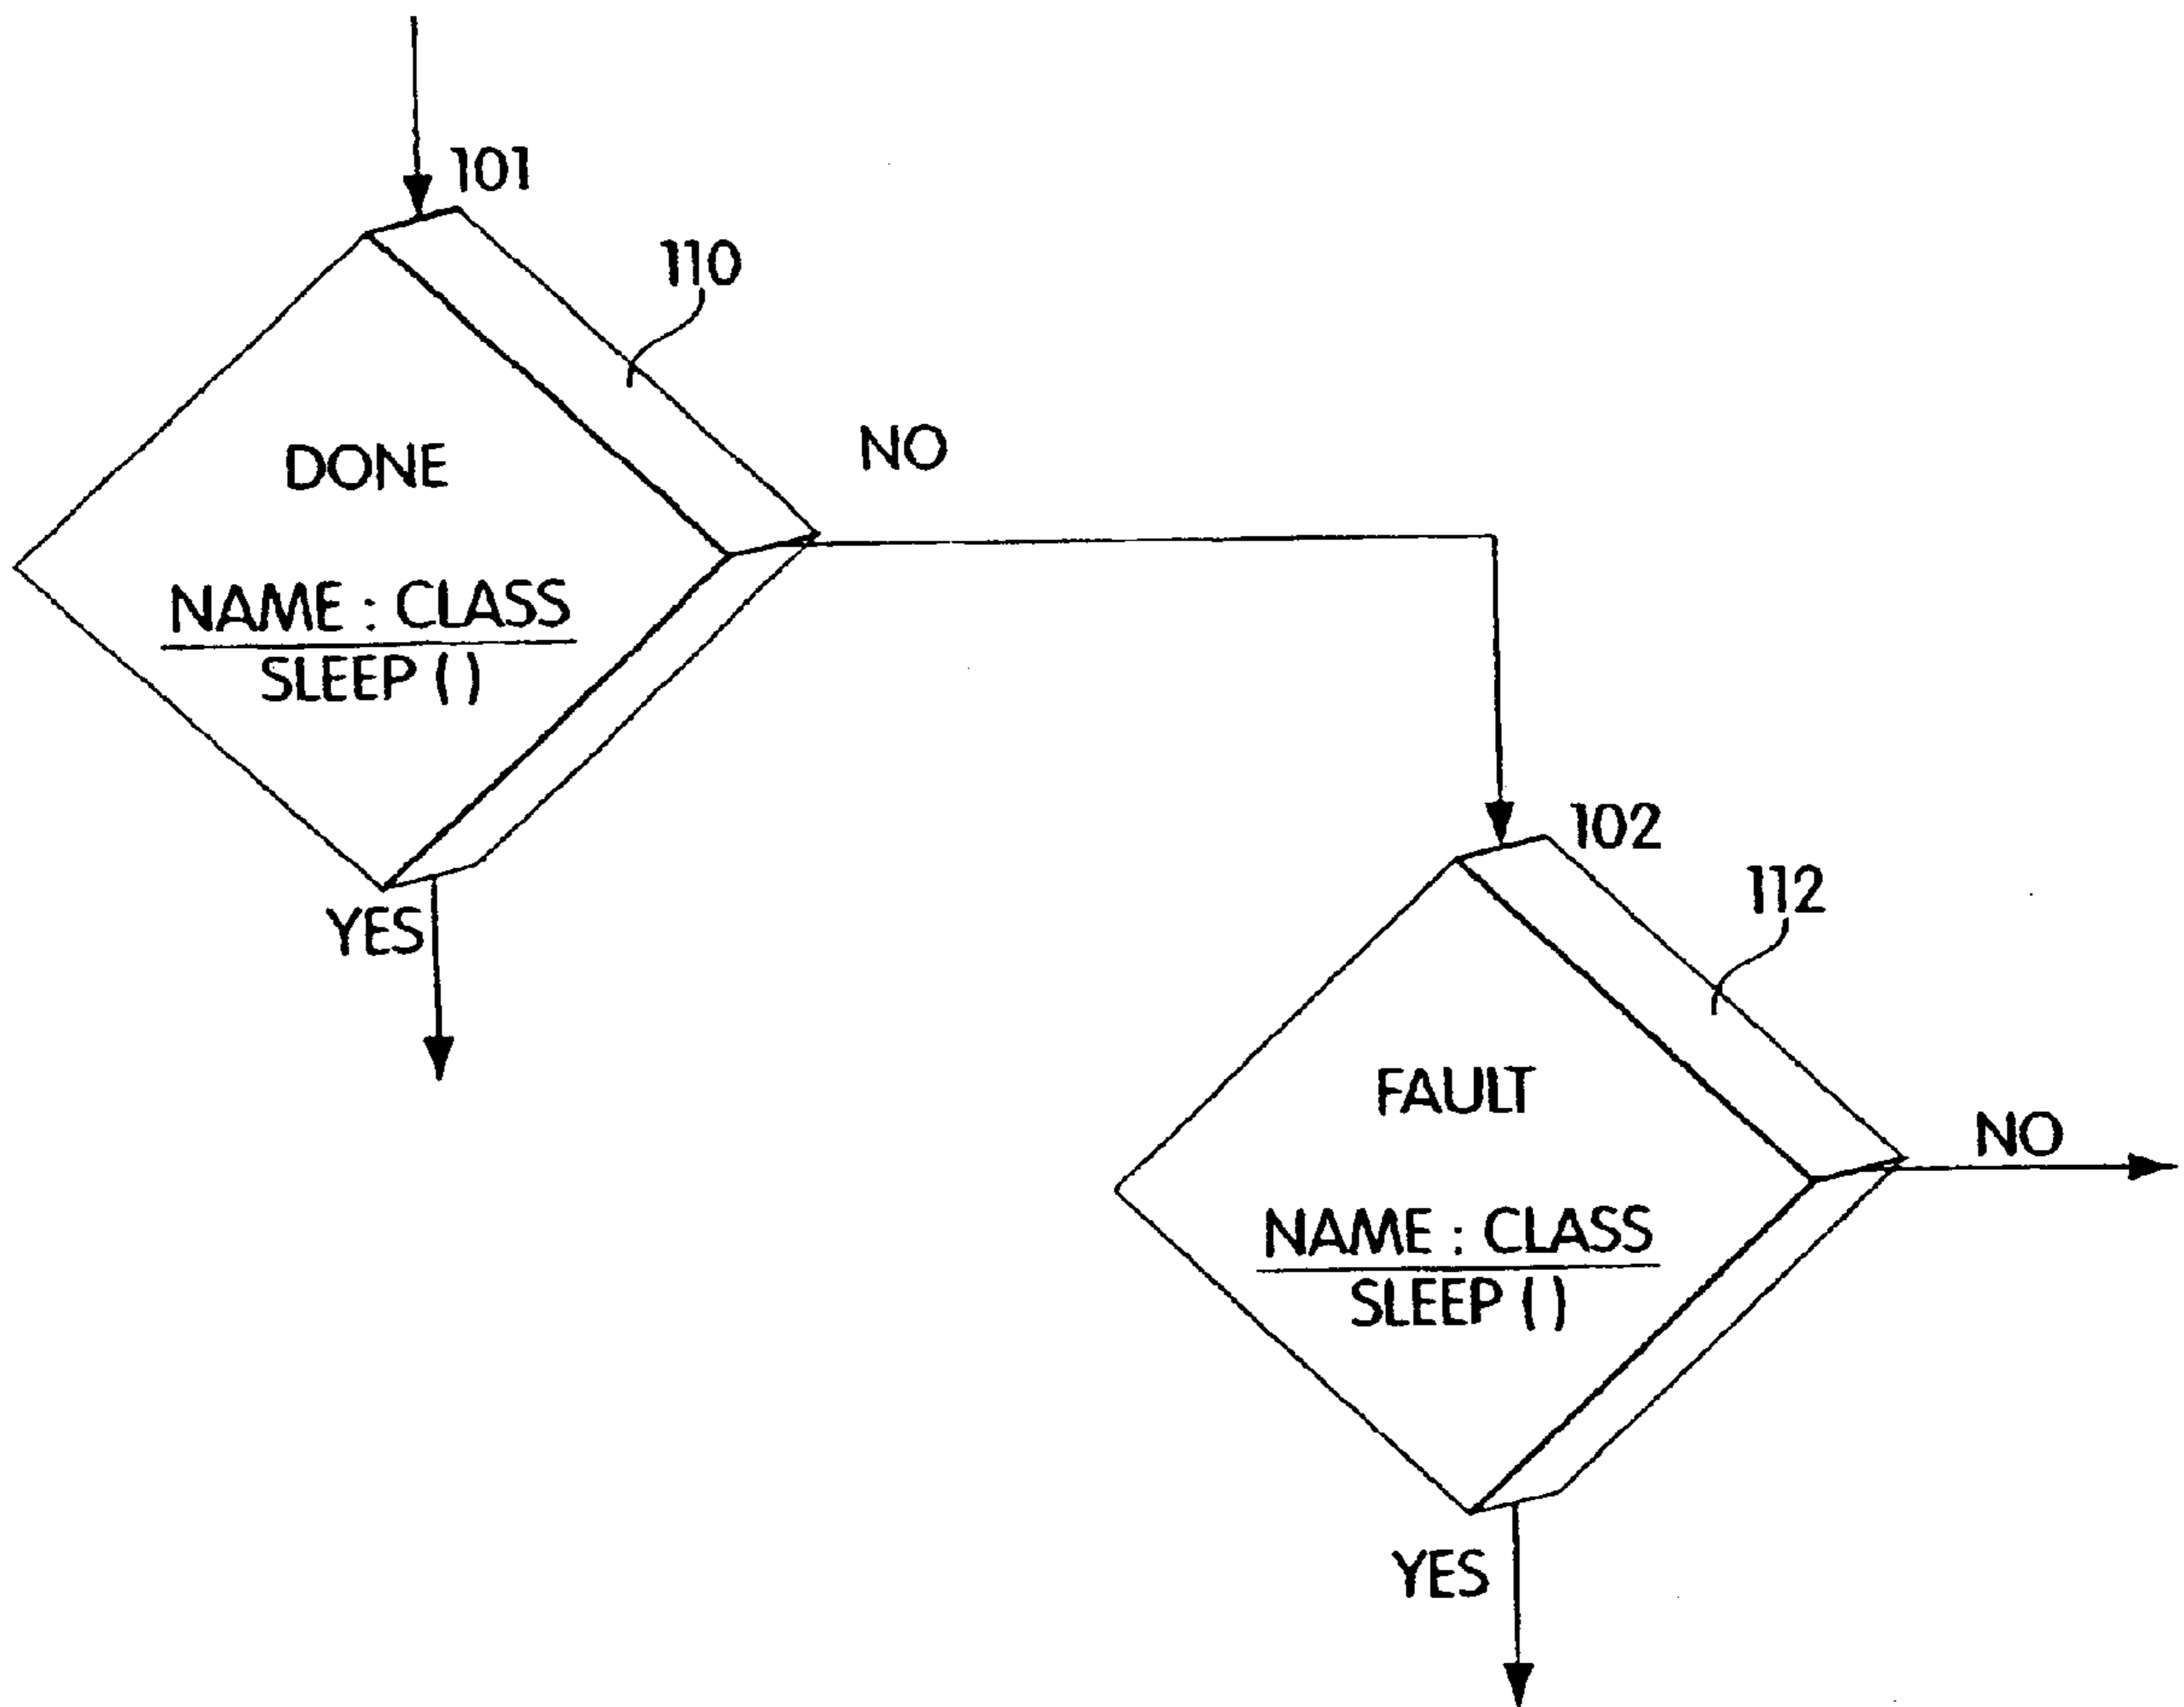 101
110
DONE
NO
NAME : CLASS
SLEEP ( )
YES
102
112
FAULT
NO
NAME : CLASS
SLEEP ( )
YES